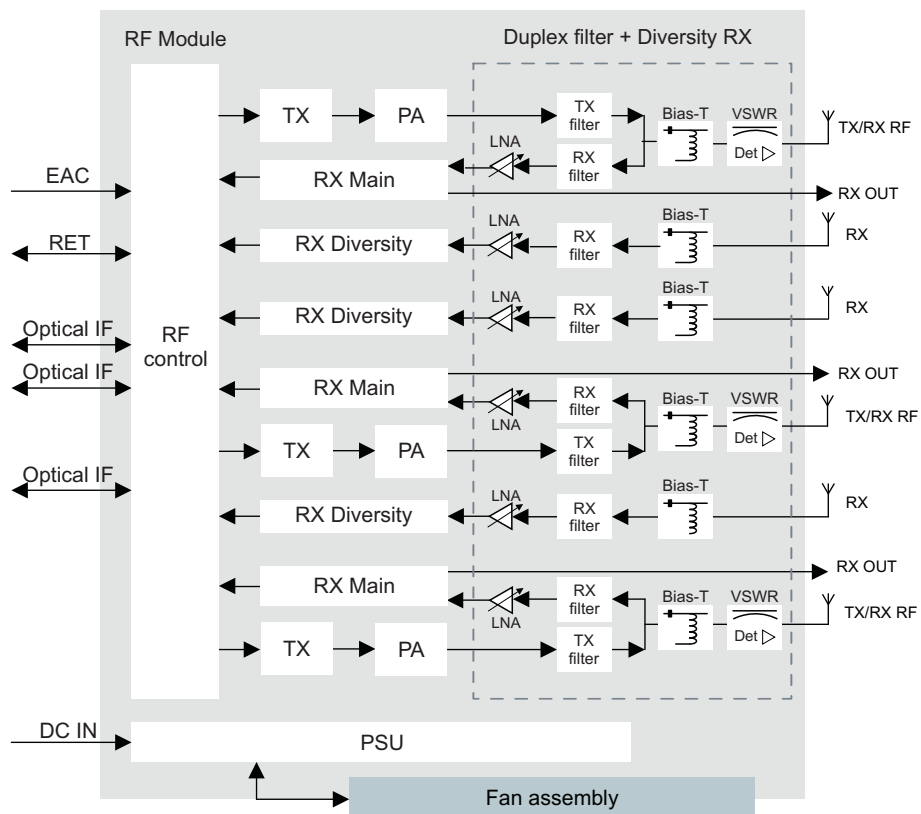 RF Module
Duplex filter + Diversity RX
TX
PA
TX
filter
Bias-T
VSWR
Det
TX/RX RF
LNA
RX
filter
EAC
RX Main
RX OUT
RET
RX Diversity
LNA
RX
filter
Bias-T
RX
Optical IF
RF
control
RX Diversity
LNA
RX
filter
Bias-T
RX
Optical IF
RX Main
RX OUT
LNA
RX
filter
Bias-T
VSWR
Det
TX/RX RF
Optical IF
TX
PA
TX
filter
RX Diversity
LNA
RX
filter
Bias-T
RX
RX Main
RX OUT
LNA
RX
filter
Bias-T
VSWR
Det
TX/RX RF
TX
PA
TX
filter
DC IN
PSU
Fan assembly